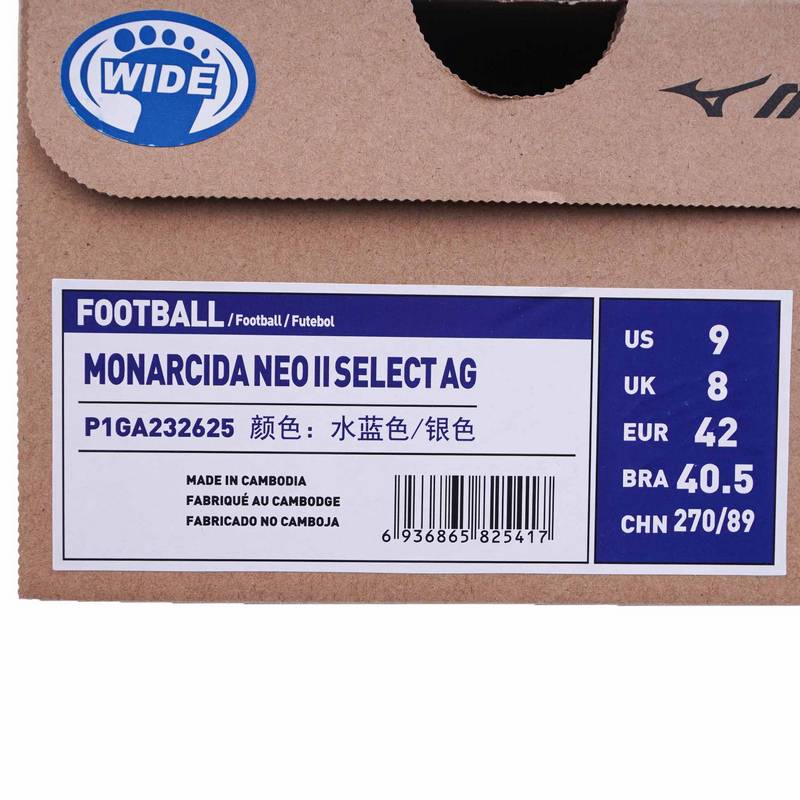 WIDE
FOOTBALL / Football / Futebol
MONARCIDA NEO II SELECT AG
P1GA232625 颜色：水蓝色/银色
MADE IN CAMBODIA
FABRIQUÉ AU CAMBODGE
FABRICADO NO CAMBOJA
6 936865 825417
US 9
UK 8
EUR 42
BRA 40.5
CHN 270/89